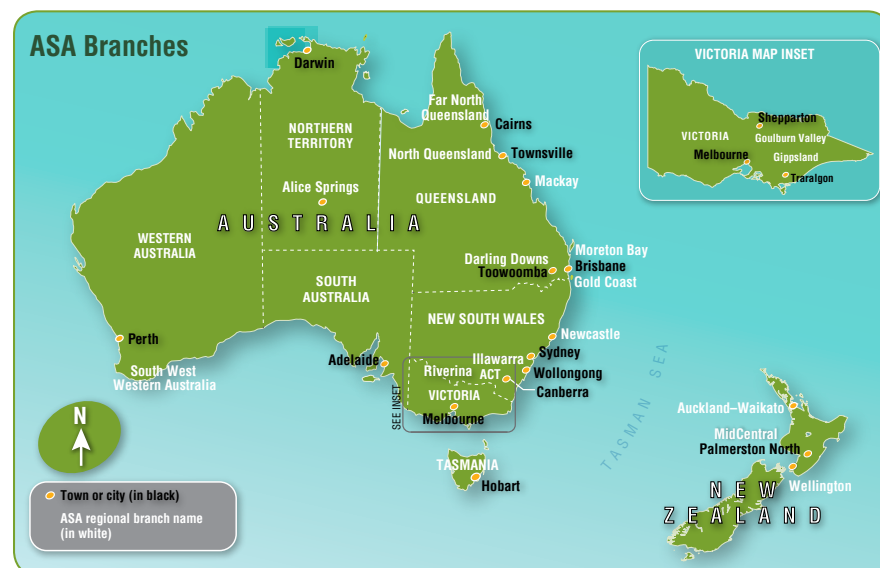 ASA Branches
Darwin
NORTHERN
TERRITORY
Alice Springs
AUSTRALIA
WESTERN
AUSTRALIA
SOUTH
AUSTRALIA
Perth
South West
Western Australia
Adelaide
Far North
Queensland
Cairns
North Queensland
Townsville
Mackay
QUEENSLAND
Darling Downs
Toowoomba
Moreton Bay
Brisbane
Gold Coast
NEW SOUTH WALES
Newcastle
Sydney
Illawarra
Wollongong
Riverina
ACT
Canberra
VICTORIA
Melbourne
SEE INSET
TASMANIA
Hobart
TASMAN SEA
Auckland–Waikato
MidCentral
Palmerston North
Wellington
NEW
ZEALAND
VICTORIA MAP INSET
Shepparton
VICTORIA
Goulburn Valley
Melbourne
Gippsland
Traralgon
N
Town or city (in black)
ASA regional branch name
(in white)